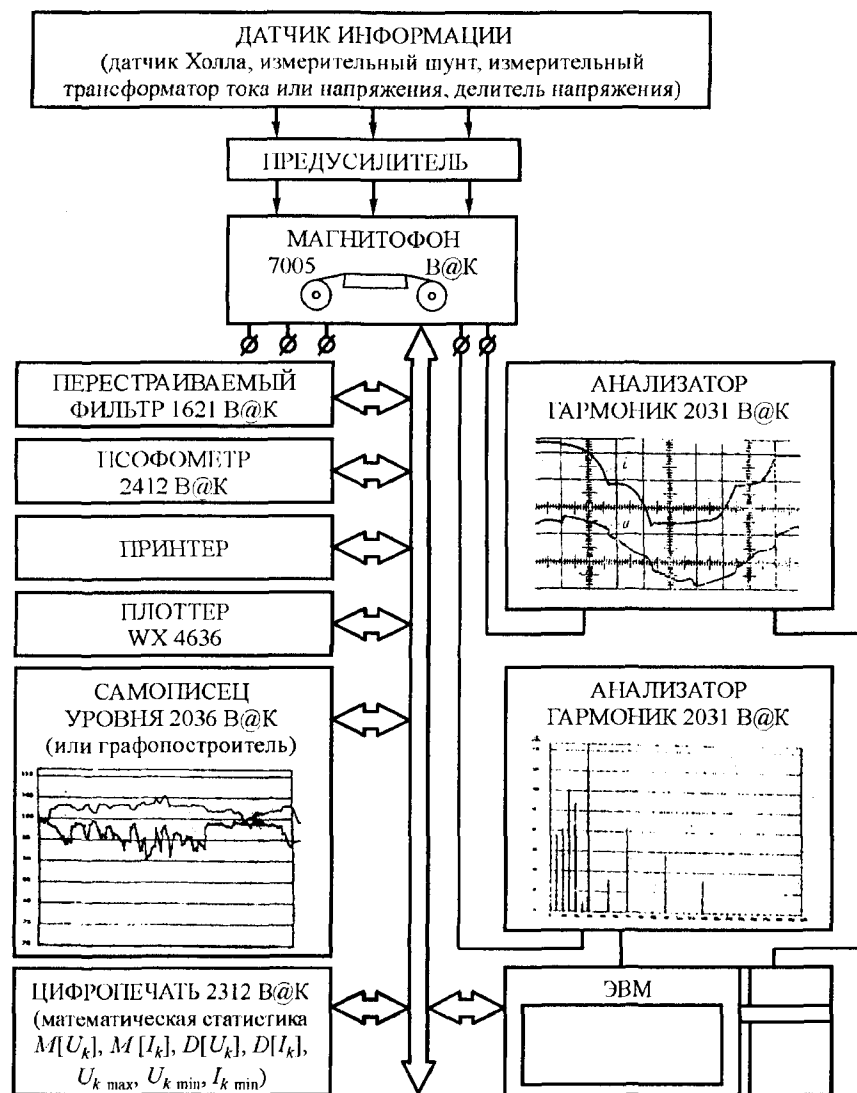 ДАТЧИК ИНФОРМАЦИИ
(датчик Холла, измерительный шунт, измерительный
трансформатор тока или напряжения, делитель напряжения)
ПРЕДУСИЛИТЕЛЬ
МАГНИТОФОН
7005 B@K
ПЕРЕСТРАИВАЕМЫЙ
ФИЛЬТР 1621 B@K
ПСОФОМЕТР
2412 B@K
ПРИНТЕР
ПЛОТТЕР
WX 4636
САМОПИСЕЦ
УРОВНЯ 2036 B@K
(или графопостроитель)
ЦИФРОПЕЧАТЬ 2312 B@K
(математическая статистика
M[U_k], M [I_k], D[U_k], D[I_k],
U_k max, U_k min, I_k min)
АНАЛИЗАТОР
ГАРМОНИК 2031 B@K
i
u
АНАЛИЗАТОР
ГАРМОНИК 2031 B@K
ЭВМ